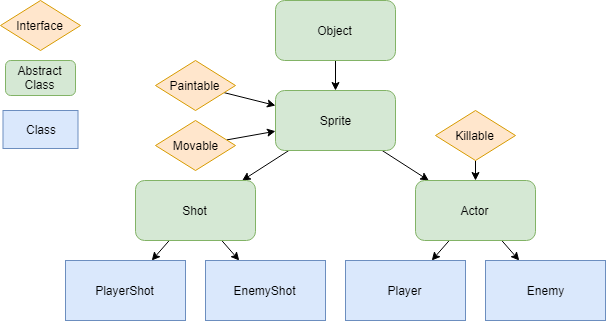 Interface
Object
Abstract
Class
Paintable
Sprite
Class
Movable
Killable
Shot
Actor
PlayerShot
EnemyShot
Player
Enemy